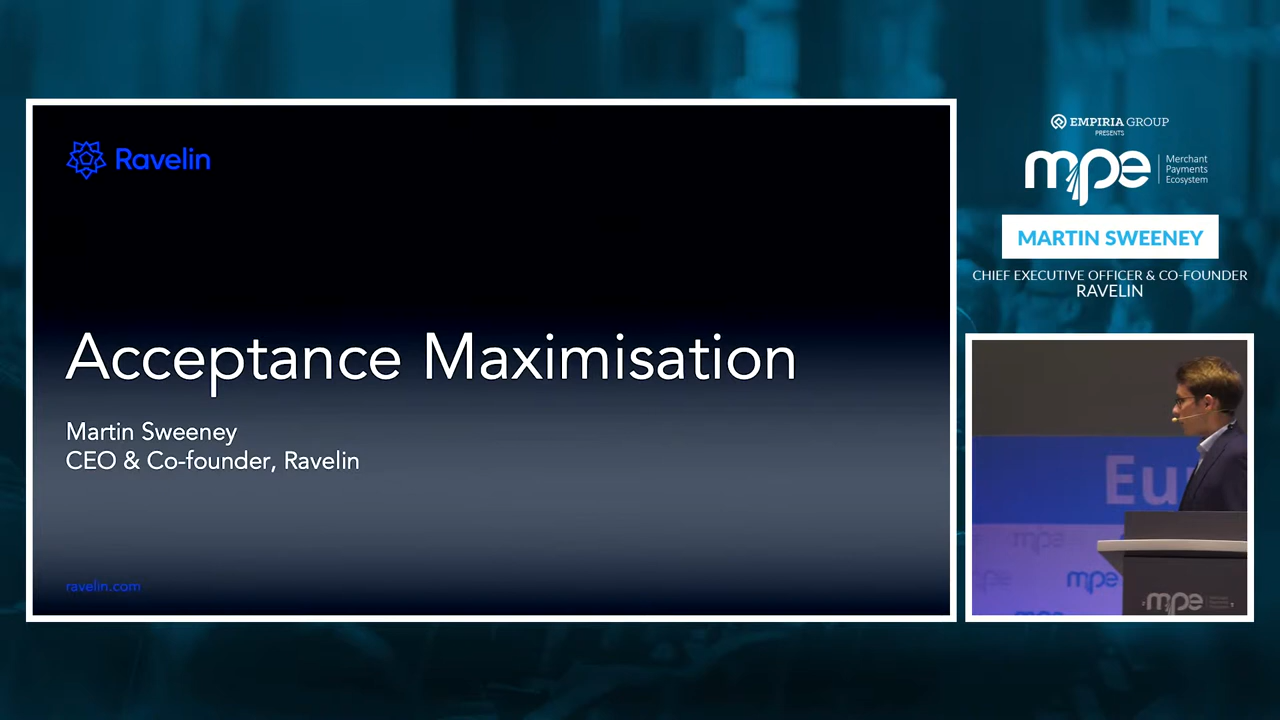 Ravelin
Acceptance Maximisation
Martin Sweeney
CEO & Co-founder, Ravelin
ravelin.com
EMPIRIA GROUP
PRESENTS
mpe
Merchant
Payments
Ecosystem
MARTIN SWEENEY
CHIEF EXECUTIVE OFFICER & CO-FOUNDER
RAVELIN
Eu
mpe
mpe
mpe
mpe